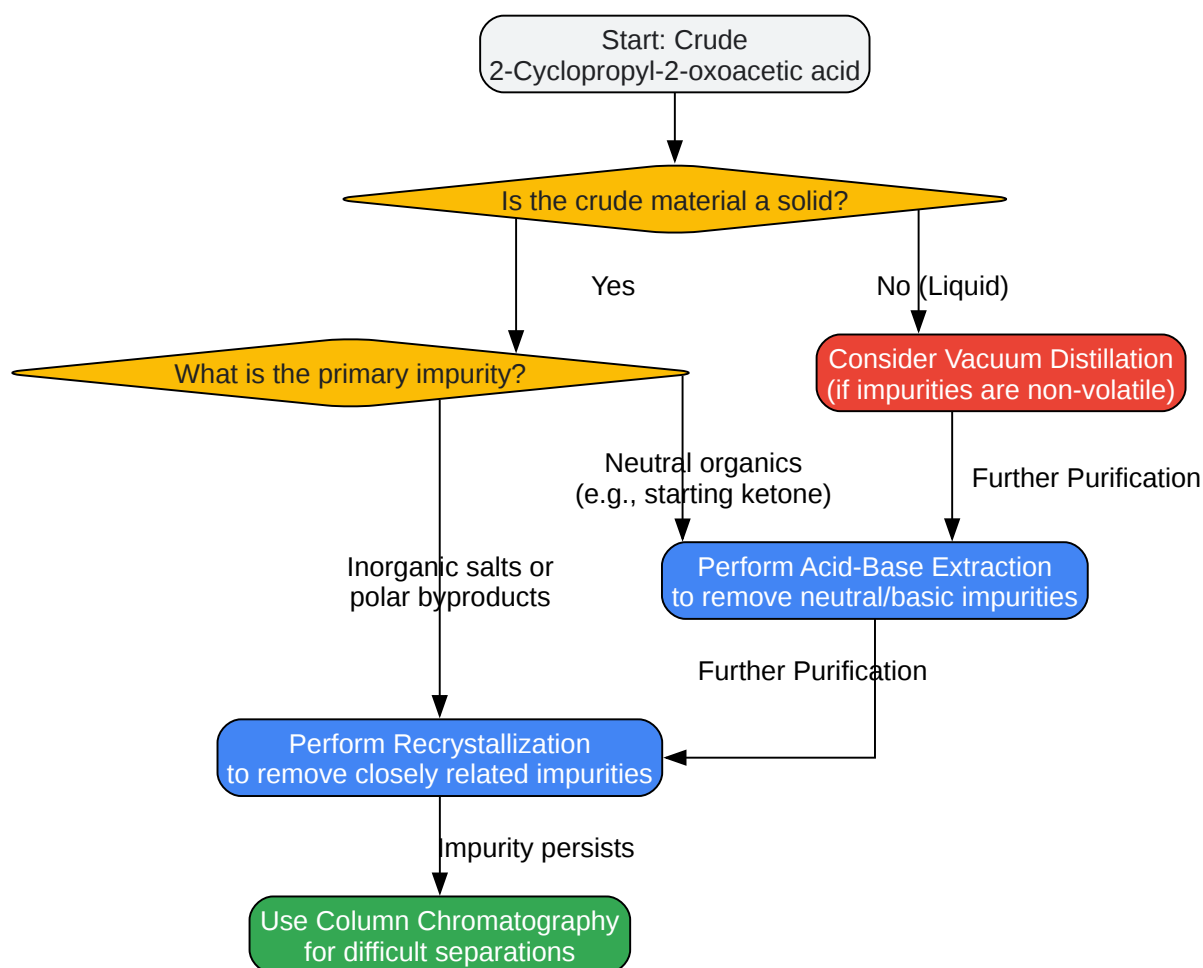 Start: Crude
2-Cyclopropyl-2-oxoacetic acid
Is the crude material a solid?
Yes
No (Liquid)
What is the primary impurity?
Consider Vacuum Distillation
(if impurities are non-volatile)
Neutral organics
(e.g., starting ketone)
Further Purification
Inorganic salts or
polar byproducts
Perform Acid-Base Extraction
to remove neutral/basic impurities
Further Purification
Perform Recrystallization
to remove closely related impurities
Impurity persists
Use Column Chromatography
for difficult separations